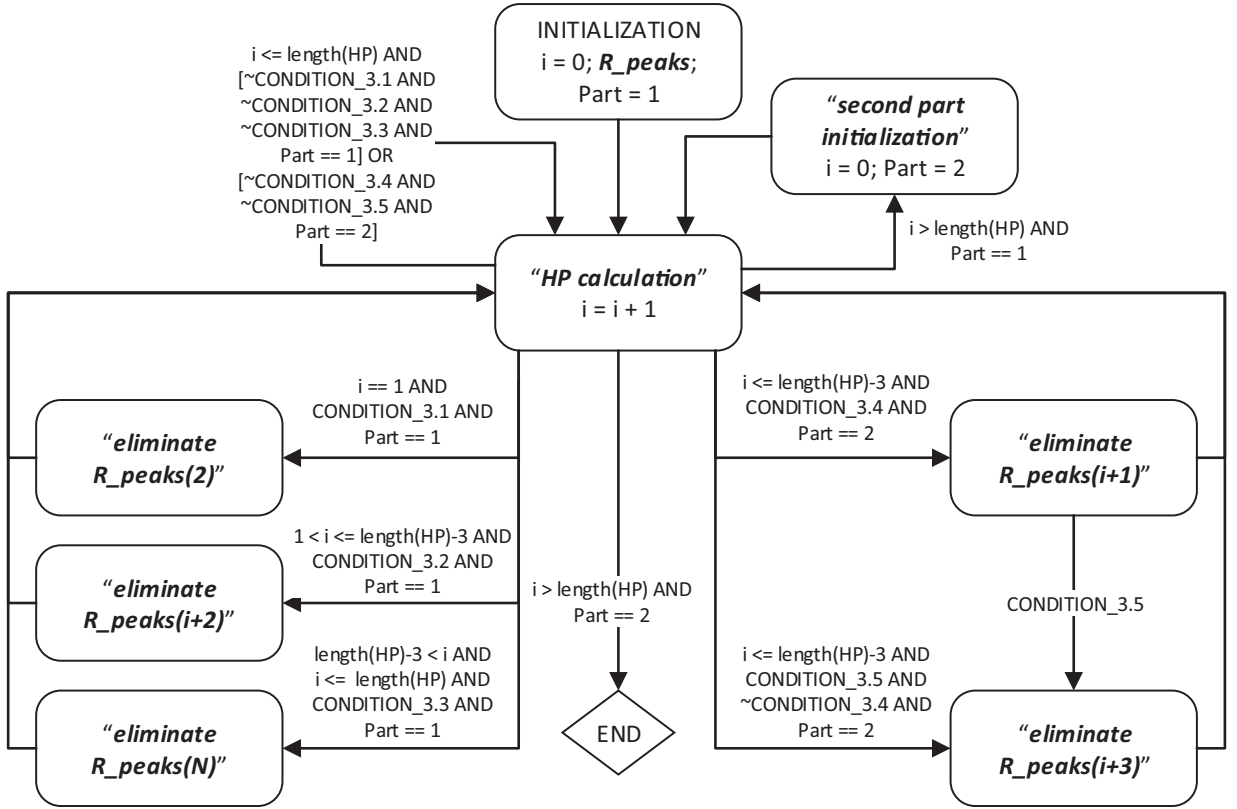 INITIALIZATION
i = 0; R_peaks;
Part = 1
i <= length(HP) AND
[~CONDITION_3.1 AND
~CONDITION_3.2 AND
~CONDITION_3.3 AND
Part == 1] OR
[~CONDITION_3.4 AND
~CONDITION_3.5 AND
Part == 2]
“second part
initialization”
i = 0; Part = 2
i > length(HP) AND
Part == 1
“HP calculation”
i = i + 1
i == 1 AND
CONDITION_3.1 AND
Part == 1
“eliminate
R_peaks(2)”
1 < i <= length(HP)-3 AND
CONDITION_3.2 AND
Part == 1
“eliminate
R_peaks(i+2)”
length(HP)-3 < i AND
i <= length(HP) AND
CONDITION_3.3 AND
Part == 1
“eliminate
R_peaks(N)”
i > length(HP) AND
Part == 2
END
i <= length(HP)-3 AND
CONDITION_3.4 AND
Part == 2
“eliminate
R_peaks(i+1)”
CONDITION_3.5
i <= length(HP)-3 AND
CONDITION_3.5 AND
~CONDITION_3.4 AND
Part == 2
“eliminate
R_peaks(i+3)”